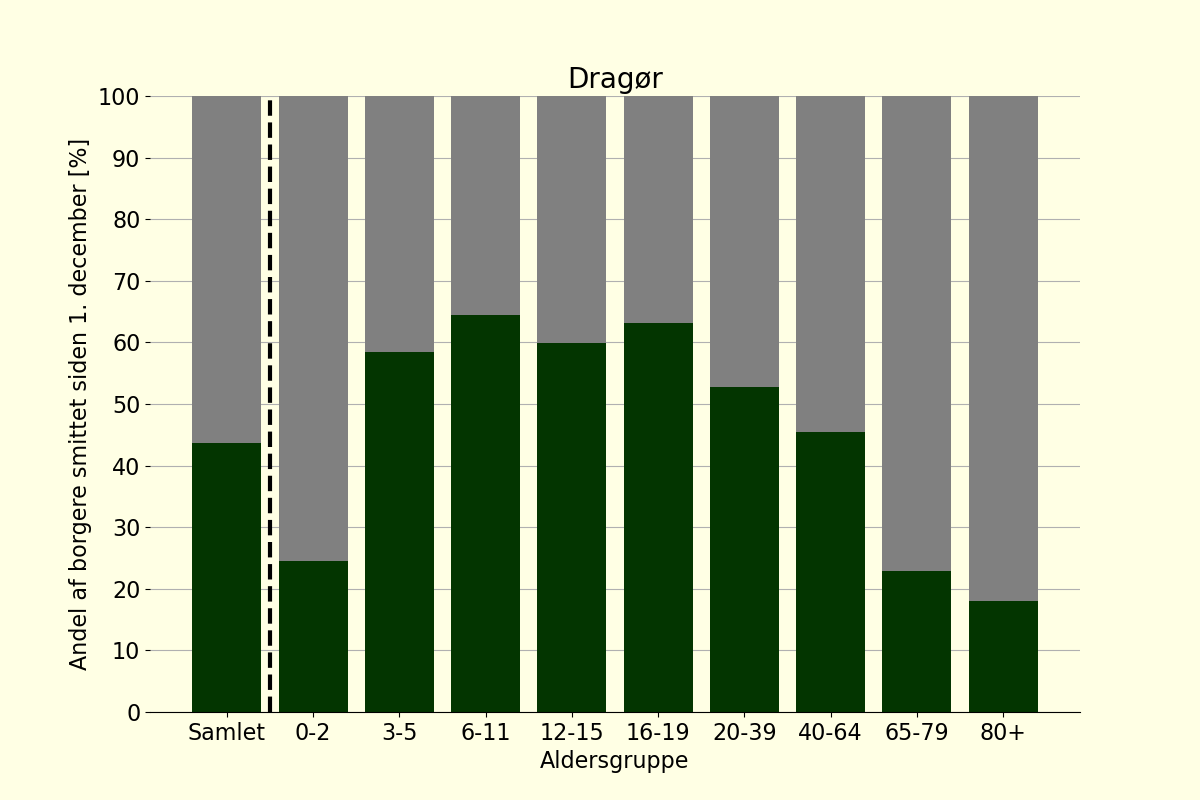 Dragør
Andel af borgere smittet siden 1. december [%]
100
90
80
70
60
50
40
30
20
10
0
Samlet 0-2 3-5 6-11 12-15 16-19 20-39 40-64 65-79 80+
Aldersgruppe